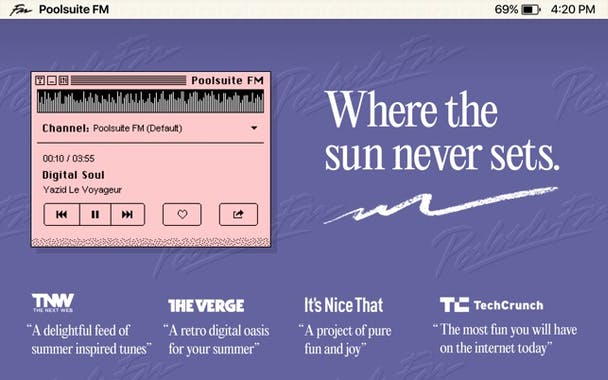 Fm Poolsuite FM 69% 4:20 PM
Poolsuite FM
Channel: Poolsuite FM (Default)
00:10 / 03:55
Digital Soul
Yazid Le Voyageur
Where the
sun never sets.
TNW
THE NEXT WEB
“A delightful feed of
summer inspired tunes”
THE VERGE
“A retro digital oasis
for your summer”
It's Nice That
“A project of pure
fun and joy”
TC TechCrunch
“The most fun you will have
on the internet today”